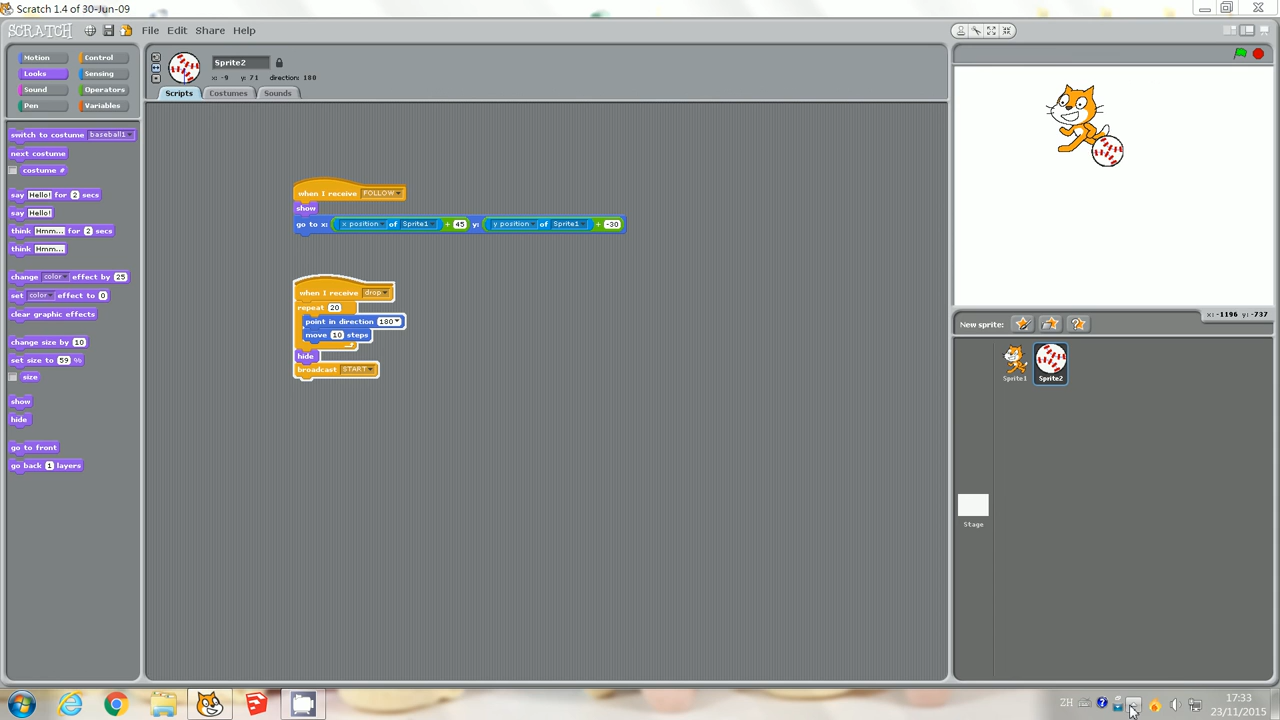 Scratch 1.4 of 30-Jun-09
SCRATCH File Edit Share Help
Motion Control
Looks Sensing
Sound Operators
Pen Variables
switch to costume baseball1
next costume
costume #
say Hello! for 2 secs
say Hello!
think Hmm... for 2 secs
think Hmm...
change color effect by 25
set color effect to 0
clear graphic effects
change size by 10
set size to 59 %
size
show
hide
go to front
go back 1 layers
Sprite2
x: -9 y: 71 direction: 180
Scripts Costumes Sounds
when I receive FOLLOW
show
go to x: x position of Sprite1 + 45 y: y position of Sprite1 + -30
when I receive drop
repeat 20
point in direction 180
move 10 steps
hide
broadcast START
x: -1196 y: -737
New sprite:
Sprite1 Sprite2
Stage
ZH
17:33
23/11/2015